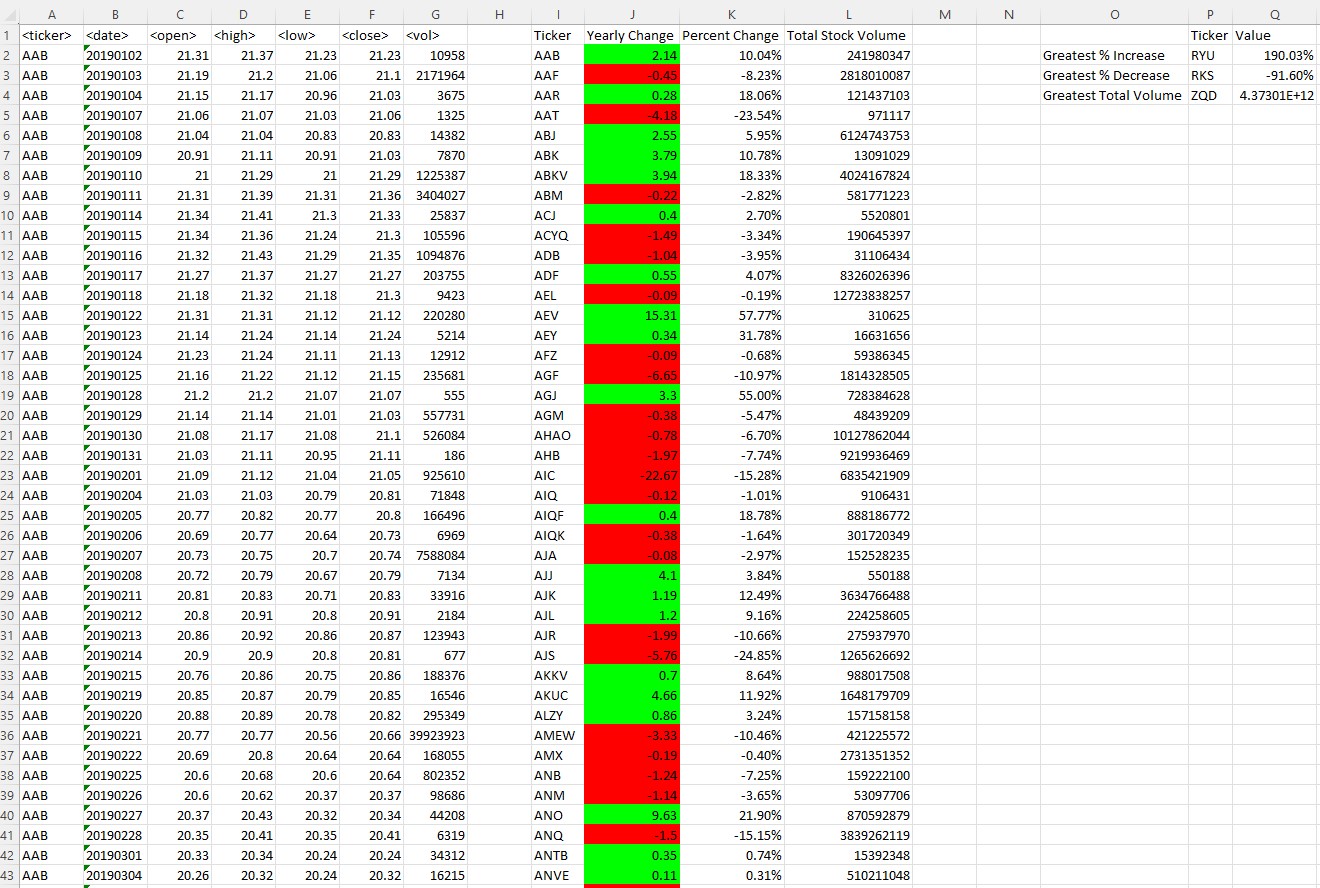 A B C D E F G H I J K L M N O P Q
1 <ticker> <date> <open> <high> <low> <close> <vol> Ticker Yearly Change Percent Change Total Stock Volume Ticker Value
2 AAB 20190102 21.31 21.37 21.23 21.23 10958 AAB 2.14 10.04% 241980347 Greatest % Increase RYU 190.03%
3 AAB 20190103 21.19 21.2 21.06 21.1 2171964 AAF -0.45 -8.23% 2818010087 Greatest % Decrease RKS -91.60%
4 AAB 20190104 21.15 21.17 20.96 21.03 3675 AAR 0.28 18.06% 121437103 Greatest Total Volume ZQD 4.37301E+12
5 AAB 20190107 21.06 21.07 21.03 21.06 1325 AAT -4.18 -23.54% 971117
6 AAB 20190108 21.04 21.04 20.83 20.83 14382 ABJ 2.55 5.95% 6124743753
7 AAB 20190109 20.91 21.11 20.91 21.03 7870 ABK 3.79 10.78% 13091029
8 AAB 20190110 21 21.29 21 21.29 1225387 ABKV 3.94 18.33% 4024167824
9 AAB 20190111 21.31 21.39 21.31 21.36 3404027 ABM -0.22 -2.82% 581771223
10 AAB 20190114 21.34 21.41 21.3 21.33 25837 ACJ 0.4 2.70% 5520801
11 AAB 20190115 21.34 21.36 21.24 21.3 105596 ACYQ -1.49 -3.34% 190645397
12 AAB 20190116 21.32 21.43 21.29 21.35 1094876 ADB -1.04 -3.95% 31106434
13 AAB 20190117 21.27 21.37 21.27 21.27 203755 ADF 0.55 4.07% 8326026396
14 AAB 20190118 21.18 21.32 21.18 21.3 9423 AEL -0.09 -0.19% 12723838257
15 AAB 20190122 21.31 21.31 21.12 21.12 220280 AEV 15.31 57.77% 310625
16 AAB 20190123 21.14 21.24 21.14 21.24 5214 AEY 0.34 31.78% 16631656
17 AAB 20190124 21.23 21.24 21.11 21.13 12912 AFZ -0.09 -0.68% 59386345
18 AAB 20190125 21.16 21.22 21.12 21.15 235681 AGF -6.65 -10.97% 1814328505
19 AAB 20190128 21.2 21.2 21.07 21.07 555 AGJ 3.3 55.00% 728384628
20 AAB 20190129 21.14 21.14 21.01 21.03 557731 AGM -0.38 -5.47% 48439209
21 AAB 20190130 21.08 21.17 21.08 21.1 526084 AHAO -0.78 -6.70% 10127862044
22 AAB 20190131 21.03 21.11 20.95 21.11 186 AHB -1.97 -7.74% 9219936469
23 AAB 20190201 21.09 21.12 21.04 21.05 925610 AIC -22.67 -15.28% 6835421909
24 AAB 20190204 21.03 21.03 20.79 20.81 71848 AIQ -0.12 -1.01% 9106431
25 AAB 20190205 20.77 20.82 20.77 20.8 166496 AIQF 0.4 18.78% 888186772
26 AAB 20190206 20.69 20.77 20.64 20.73 6969 AIQK -0.38 -1.64% 301720349
27 AAB 20190207 20.73 20.75 20.7 20.74 7588084 AJA -0.08 -2.97% 152528235
28 AAB 20190208 20.72 20.79 20.67 20.79 7134 AJJ 4.1 3.84% 550188
29 AAB 20190211 20.81 20.83 20.71 20.83 33916 AJK 1.19 12.49% 3634766488
30 AAB 20190212 20.8 20.91 20.8 20.91 2184 AJL 1.2 9.16% 224258605
31 AAB 20190213 20.86 20.92 20.86 20.87 123943 AJR -1.99 -10.66% 275937970
32 AAB 20190214 20.9 20.9 20.8 20.81 677 AJS -5.76 -24.85% 1265626692
33 AAB 20190215 20.76 20.86 20.75 20.86 188376 AKKV 0.7 8.64% 988017508
34 AAB 20190219 20.85 20.87 20.79 20.85 16546 AKUC 4.66 11.92% 1648179709
35 AAB 20190220 20.88 20.89 20.78 20.82 295349 ALZY 0.86 3.24% 157158158
36 AAB 20190221 20.77 20.77 20.56 20.66 39923923 AMEW -3.33 -10.46% 421225572
37 AAB 20190222 20.69 20.8 20.64 20.64 168055 AMX -0.19 -0.40% 2731351352
38 AAB 20190225 20.6 20.68 20.6 20.64 802352 ANB -1.24 -7.25% 159222100
39 AAB 20190226 20.6 20.62 20.37 20.37 98686 ANM -1.14 -3.65% 53097706
40 AAB 20190227 20.37 20.43 20.32 20.34 44208 ANO 9.63 21.90% 870592879
41 AAB 20190228 20.35 20.41 20.35 20.41 6319 ANQ -1.5 -15.15% 3839262119
42 AAB 20190301 20.33 20.34 20.24 20.24 34312 ANTB 0.35 0.74% 15392348
43 AAB 20190304 20.26 20.32 20.24 20.32 16215 ANVE 0.11 0.31% 510211048